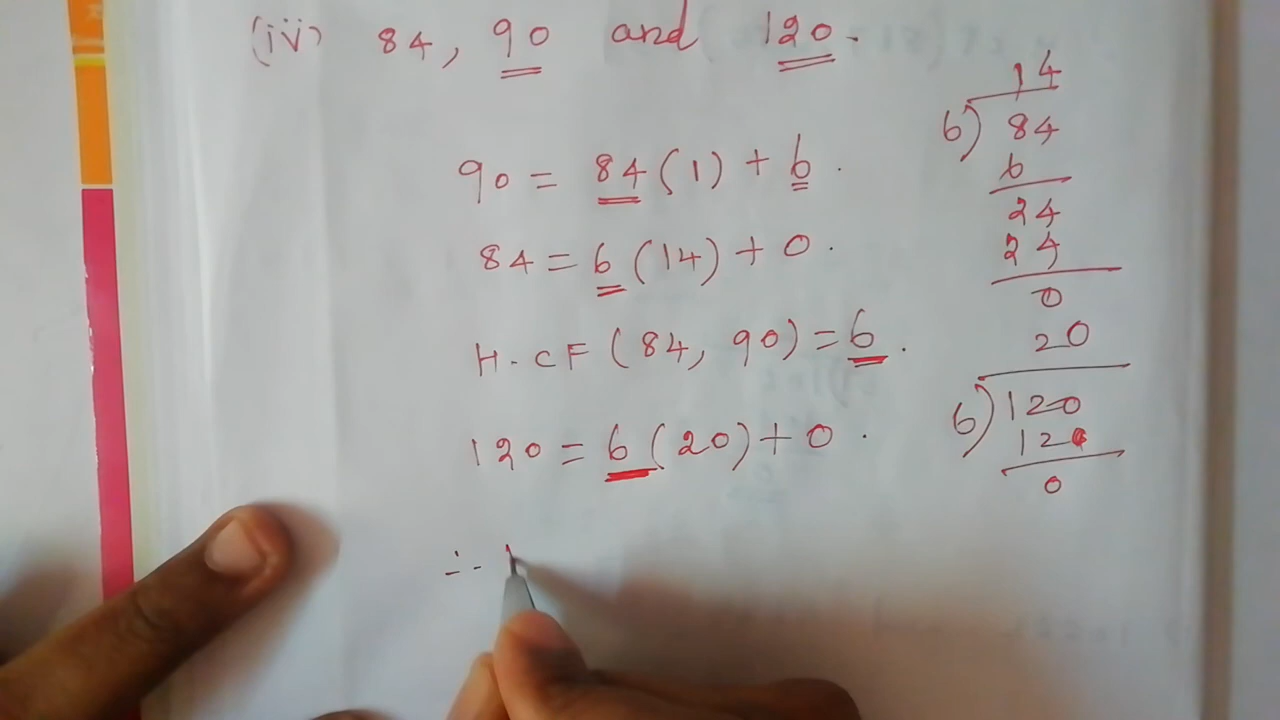 (iv) 84, 90 and 120.
90 = 84(1) + 6.
84 = 6(14) + 0.
H.CF(84, 90) = 6.
120 = 6(20) + 0.
∴
14
6) 84
6
24
24
0
20
6) 120
120
0